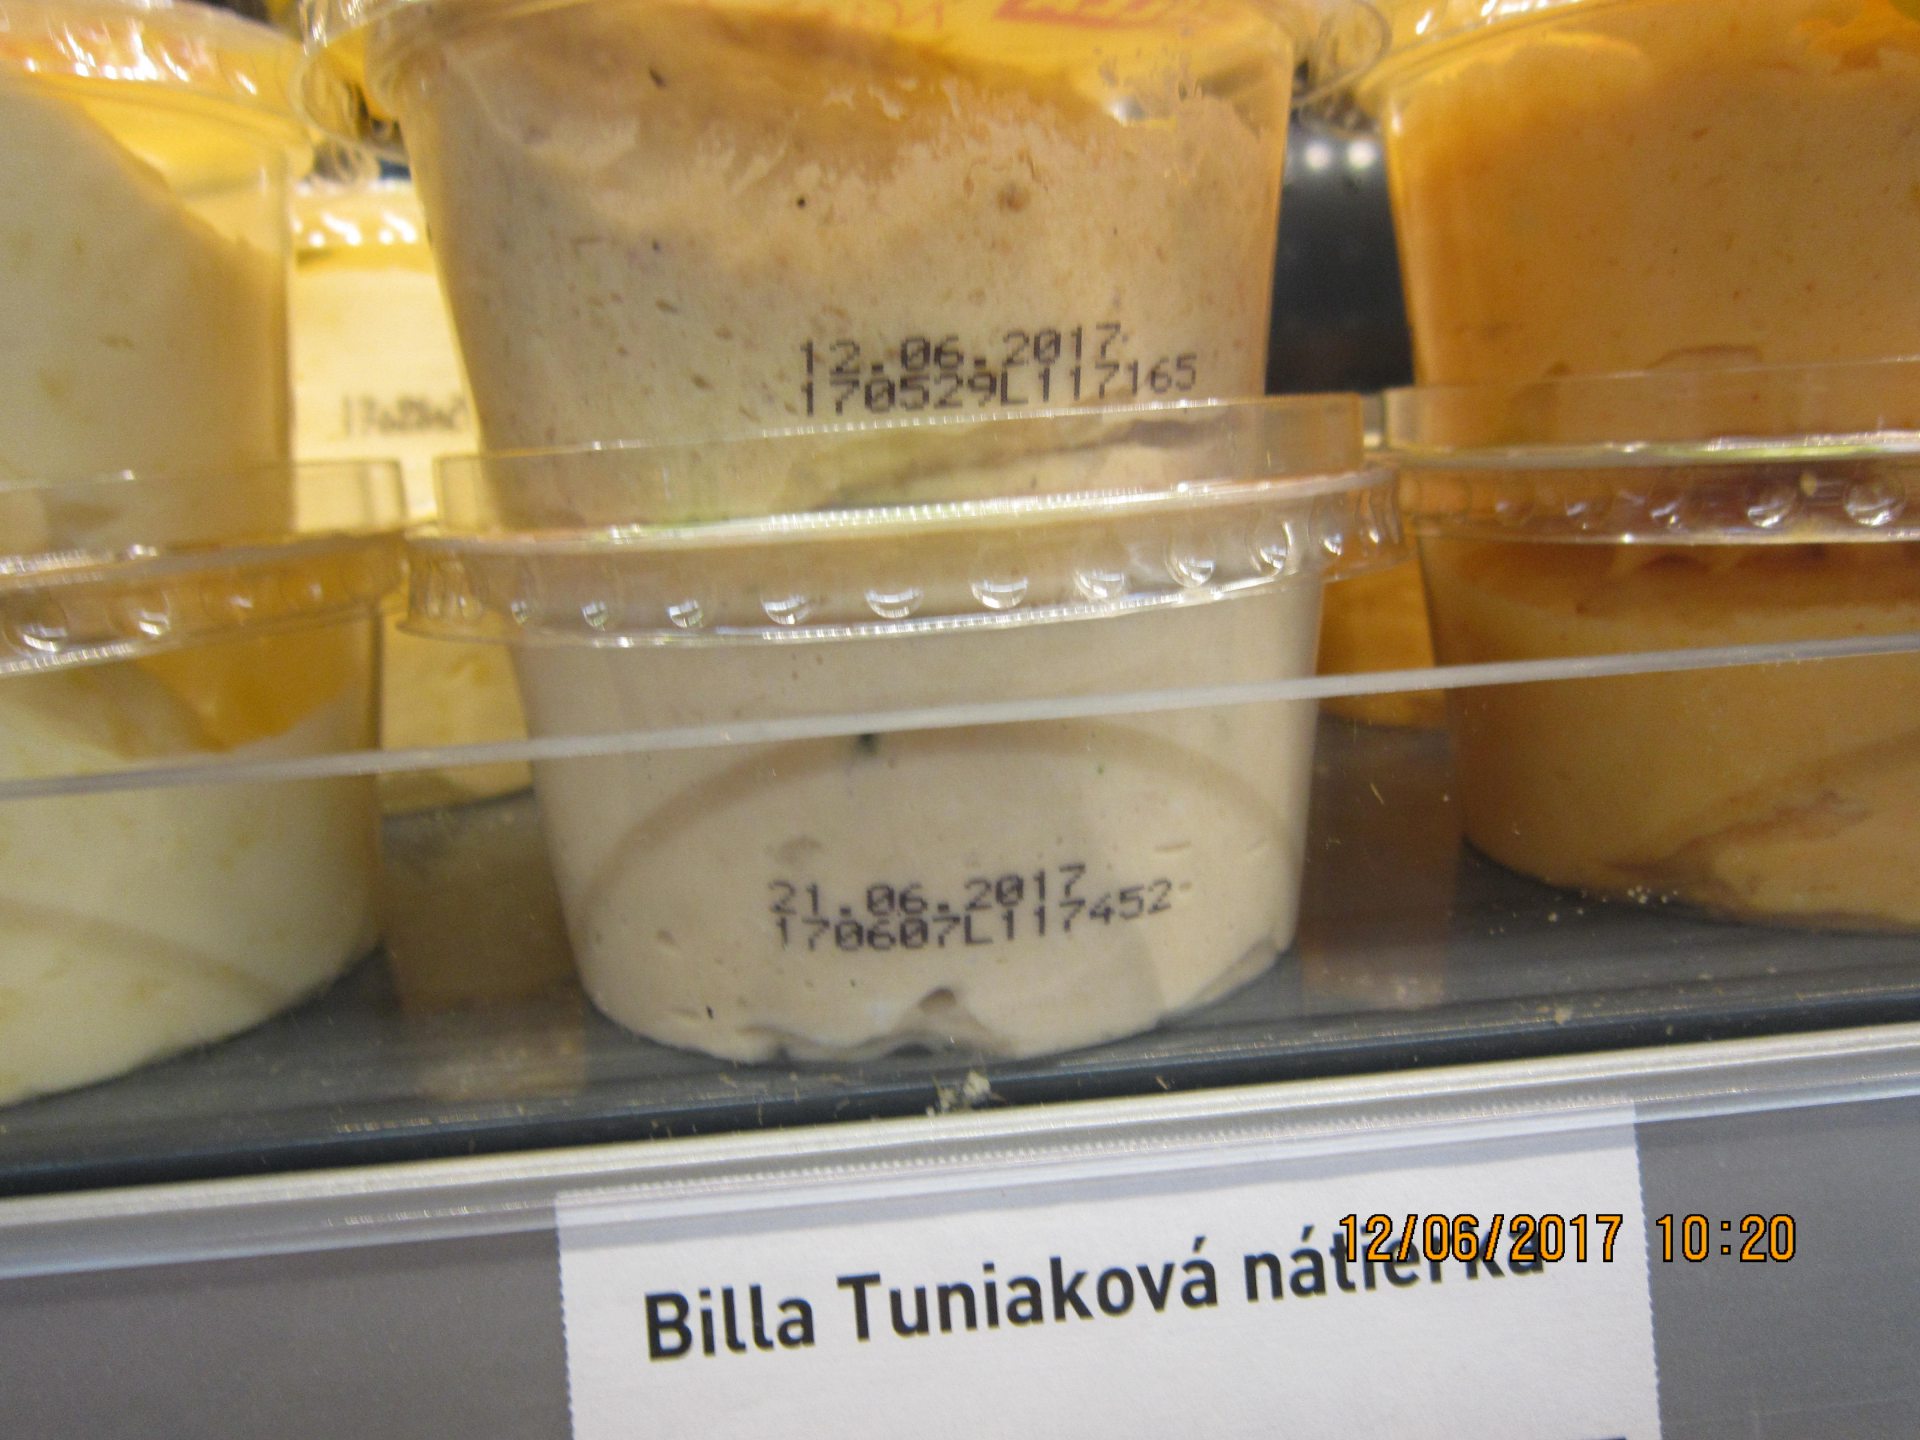 12.06.2017
170529L117165
21.06.2017
170607L117452
Billa Tuniaková nátierka
12/06/2017 10:20